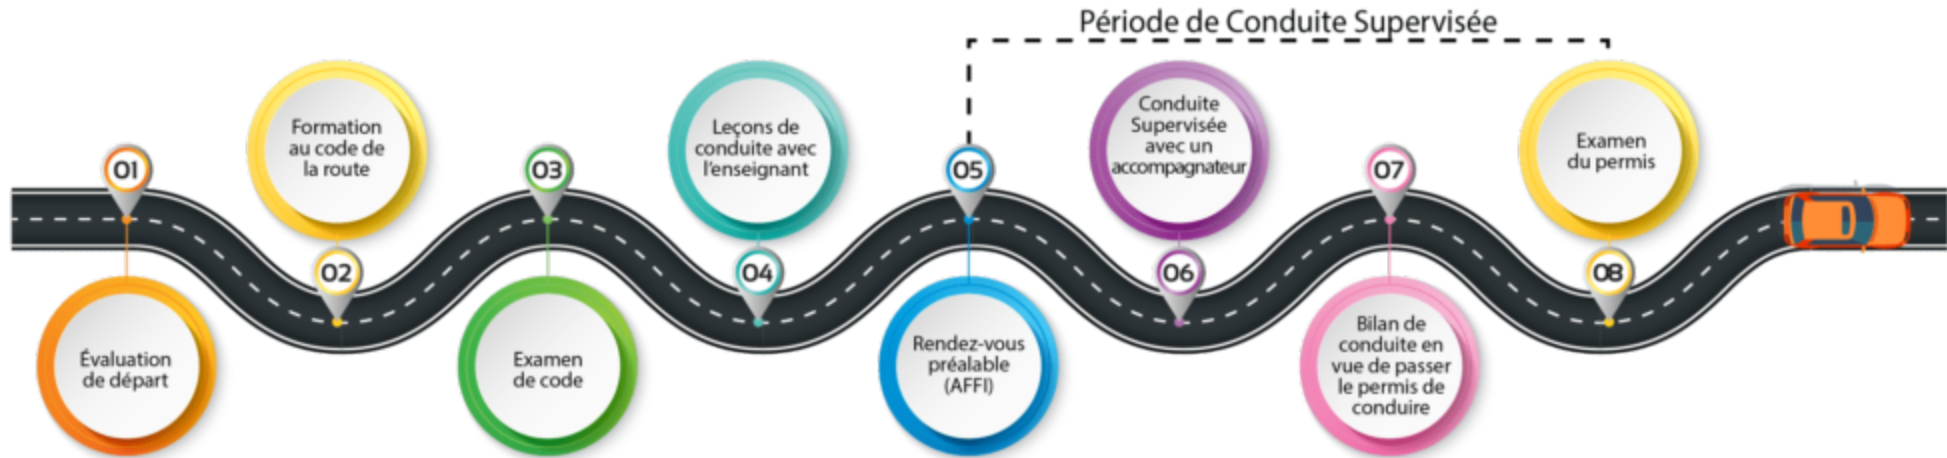 Période de Conduite Supervisée
01
Évaluation
de départ
02
Formation
au code de
la route
03
Examen
de code
04
Leçons de
conduite avec
l'enseignant
05
Rendez-vous
préalable
(AFFI)
06
Conduite
Supervisée
avec un
accompagnateur
07
Bilan de
conduite en
vue de passer
le permis de
conduire
08
Examen
du permis